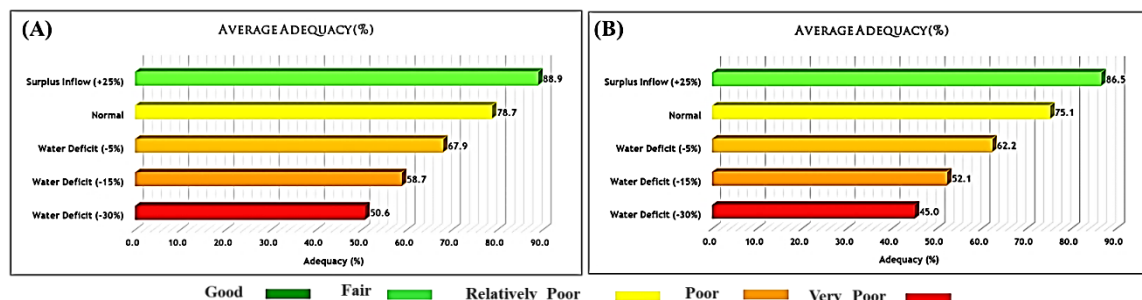 (A)
AVERAGE ADEQUACY(%)
Surplus Inflow (+25%) 88.9
Normal 78.7
Water Deficit (-5%) 67.9
Water Deficit (-15%) 58.7
Water Deficit (-30%) 50.6
0.0 10.0 20.0 30.0 40.0 50.0 60.0 70.0 80.0 90.0
Adequacy (%)
(B)
AVERAGE ADEQUACY(%)
Surplus Inflow (+25%) 86.5
Normal 75.1
Water Deficit (-5%) 62.2
Water Deficit (-15%) 52.1
Water Deficit (-30%) 45.0
0.0 10.0 20.0 30.0 40.0 50.0 60.0 70.0 80.0 90.0
Adequacy (%)
Good Fair Relatively Poor Poor Very Poor